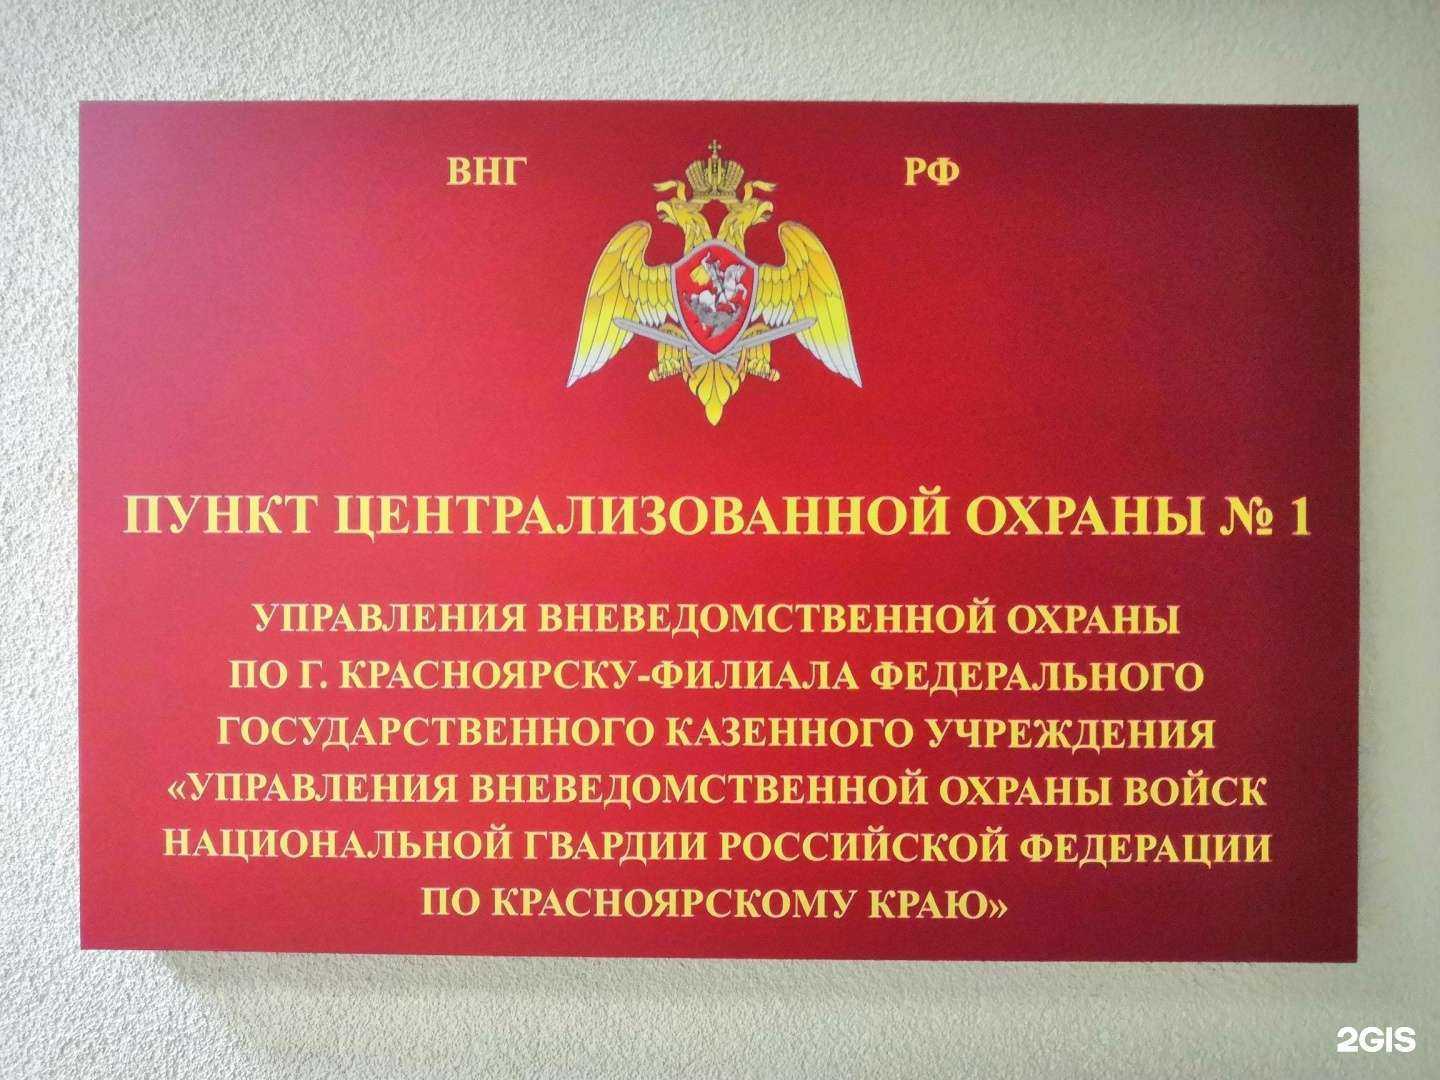 ВНГ РФ
ПУНКТ ЦЕНТРАЛИЗОВАННОЙ ОХРАНЫ № 1
УПРАВЛЕНИЯ ВНЕВЕДОМСТВЕННОЙ ОХРАНЫ
ПО Г. КРАСНОЯРСКУ-ФИЛИАЛА ФЕДЕРАЛЬНОГО
ГОСУДАРСТВЕННОГО КАЗЕННОГО УЧРЕЖДЕНИЯ
«УПРАВЛЕНИЯ ВНЕВЕДОМСТВЕННОЙ ОХРАНЫ ВОЙСК
НАЦИОНАЛЬНОЙ ГВАРДИИ РОССИЙСКОЙ ФЕДЕРАЦИИ
ПО КРАСНОЯРСКОМУ КРАЮ»
2GIS